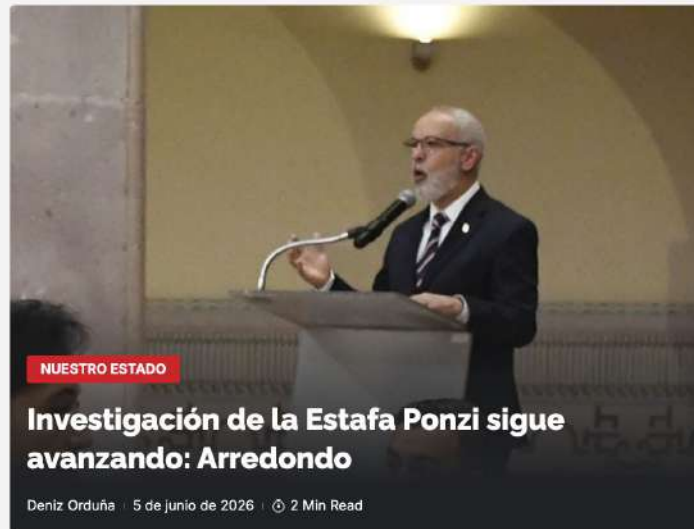 NUESTRO ESTADO
Investigación de la Estafa Ponzi sigue
avanzando: Arredondo
Deniz Orduña 5 de junio de 2026 2 Min Read